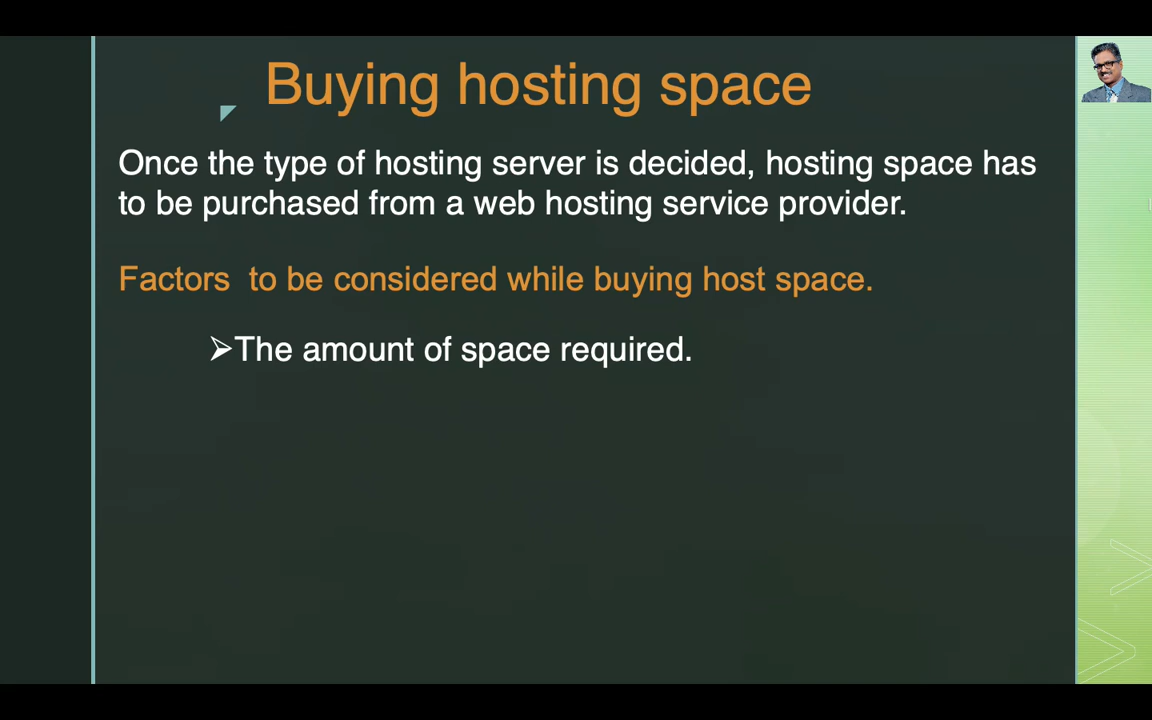 Buying hosting space
Once the type of hosting server is decided, hosting space has
to be purchased from a web hosting service provider.
Factors  to be considered while buying host space.
➢The amount of space required.